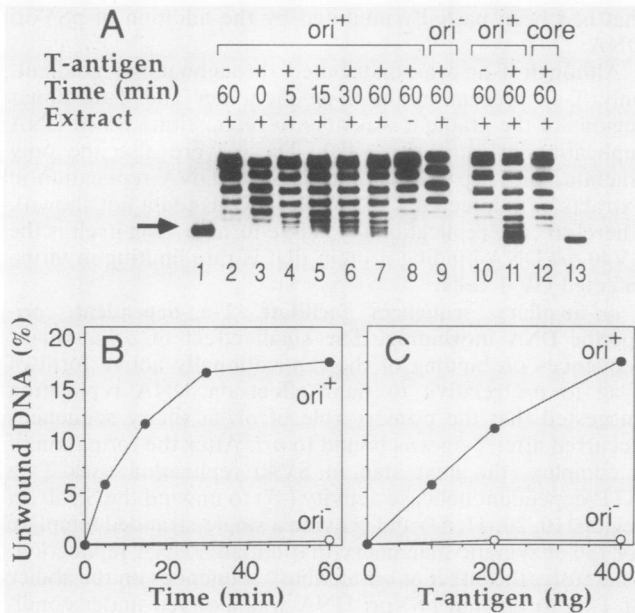 A
ori+ ori- ori+ core
T-antigen - + + + + + + + - + +
Time (min) 60 0 5 15 30 60 60 60 60 60 60
Extract + + + + + + - + + + +
1 2 3 4 5 6 7 8 9 10 11 12 13
Unwound DNA (%)
20
15
10
5
0
B
ori+
ori-
0 20 40 60
Time (min)
C
ori+
ori-
0 200 400
T-antigen (ng)